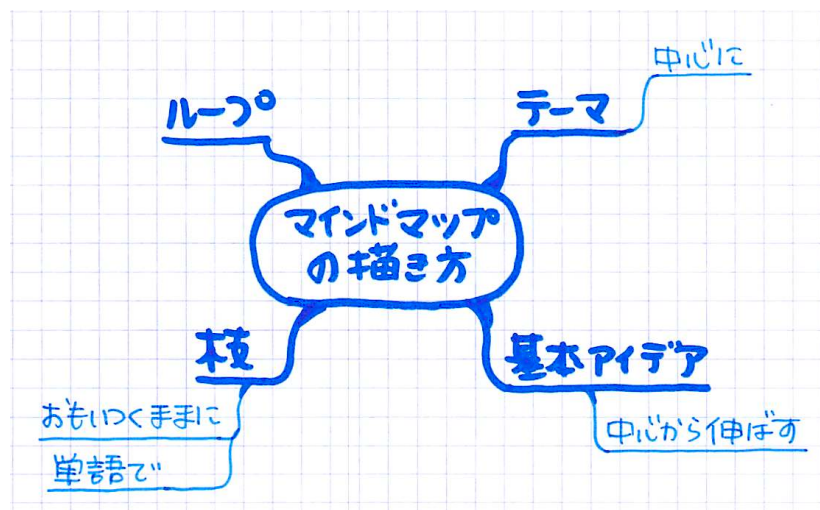 中心に
ループ
テーマ
マインドマップ
の描き方
枝
基本アイデア
おもいつくままに
中心から伸ばす
単語で